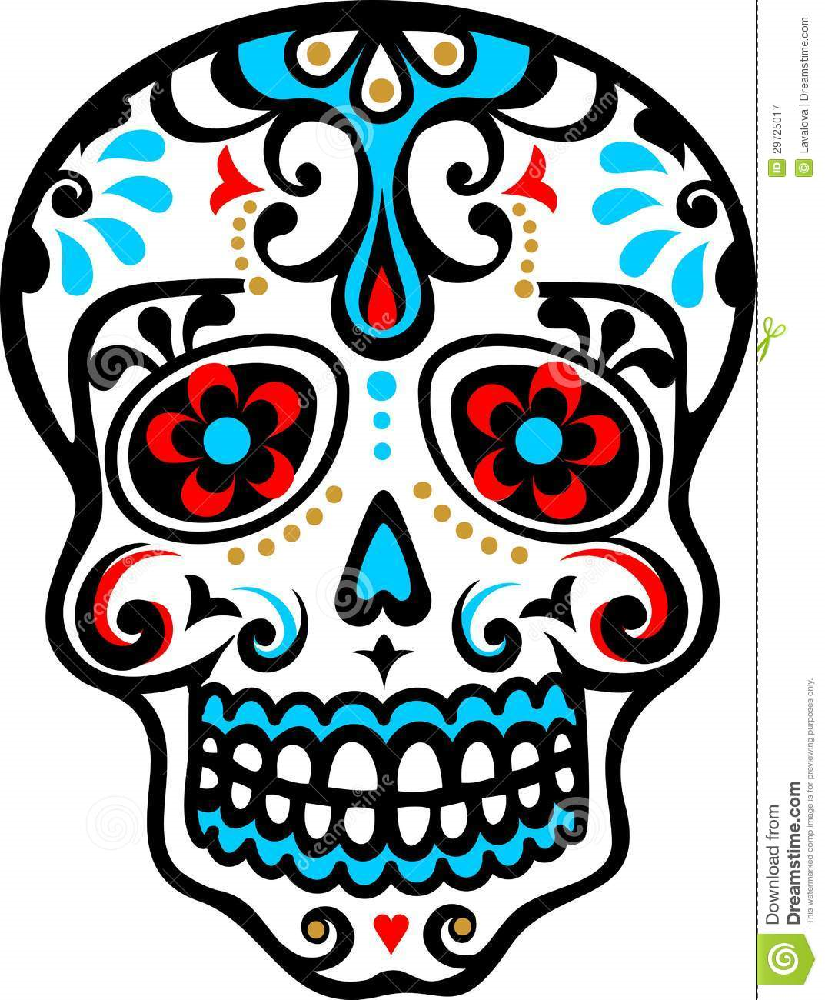 ID 29725017
© Lavalova | Dreamstime.com
Download from
Dreamstime.com
This watermarked comp image is for previewing purposes only.